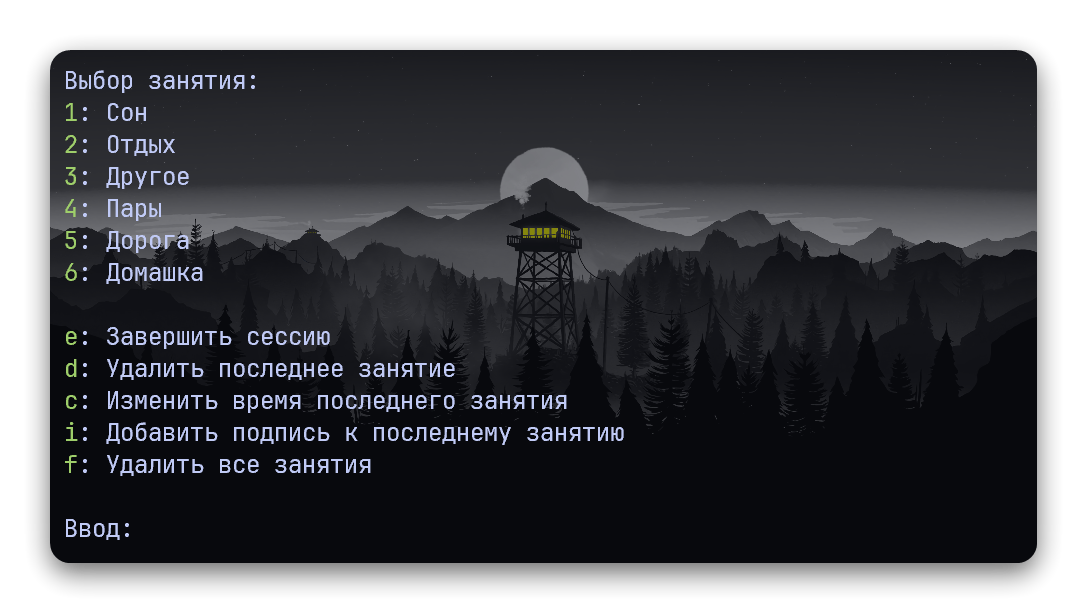 Выбор занятия:
1: Сон
2: Отдых
3: Другое
4: Пары
5: Дорога
6: Домашка
e: Завершить сессию
d: Удалить последнее занятие
c: Изменить время последнего занятия
i: Добавить подпись к последнему занятию
f: Удалить все занятия
Ввод: